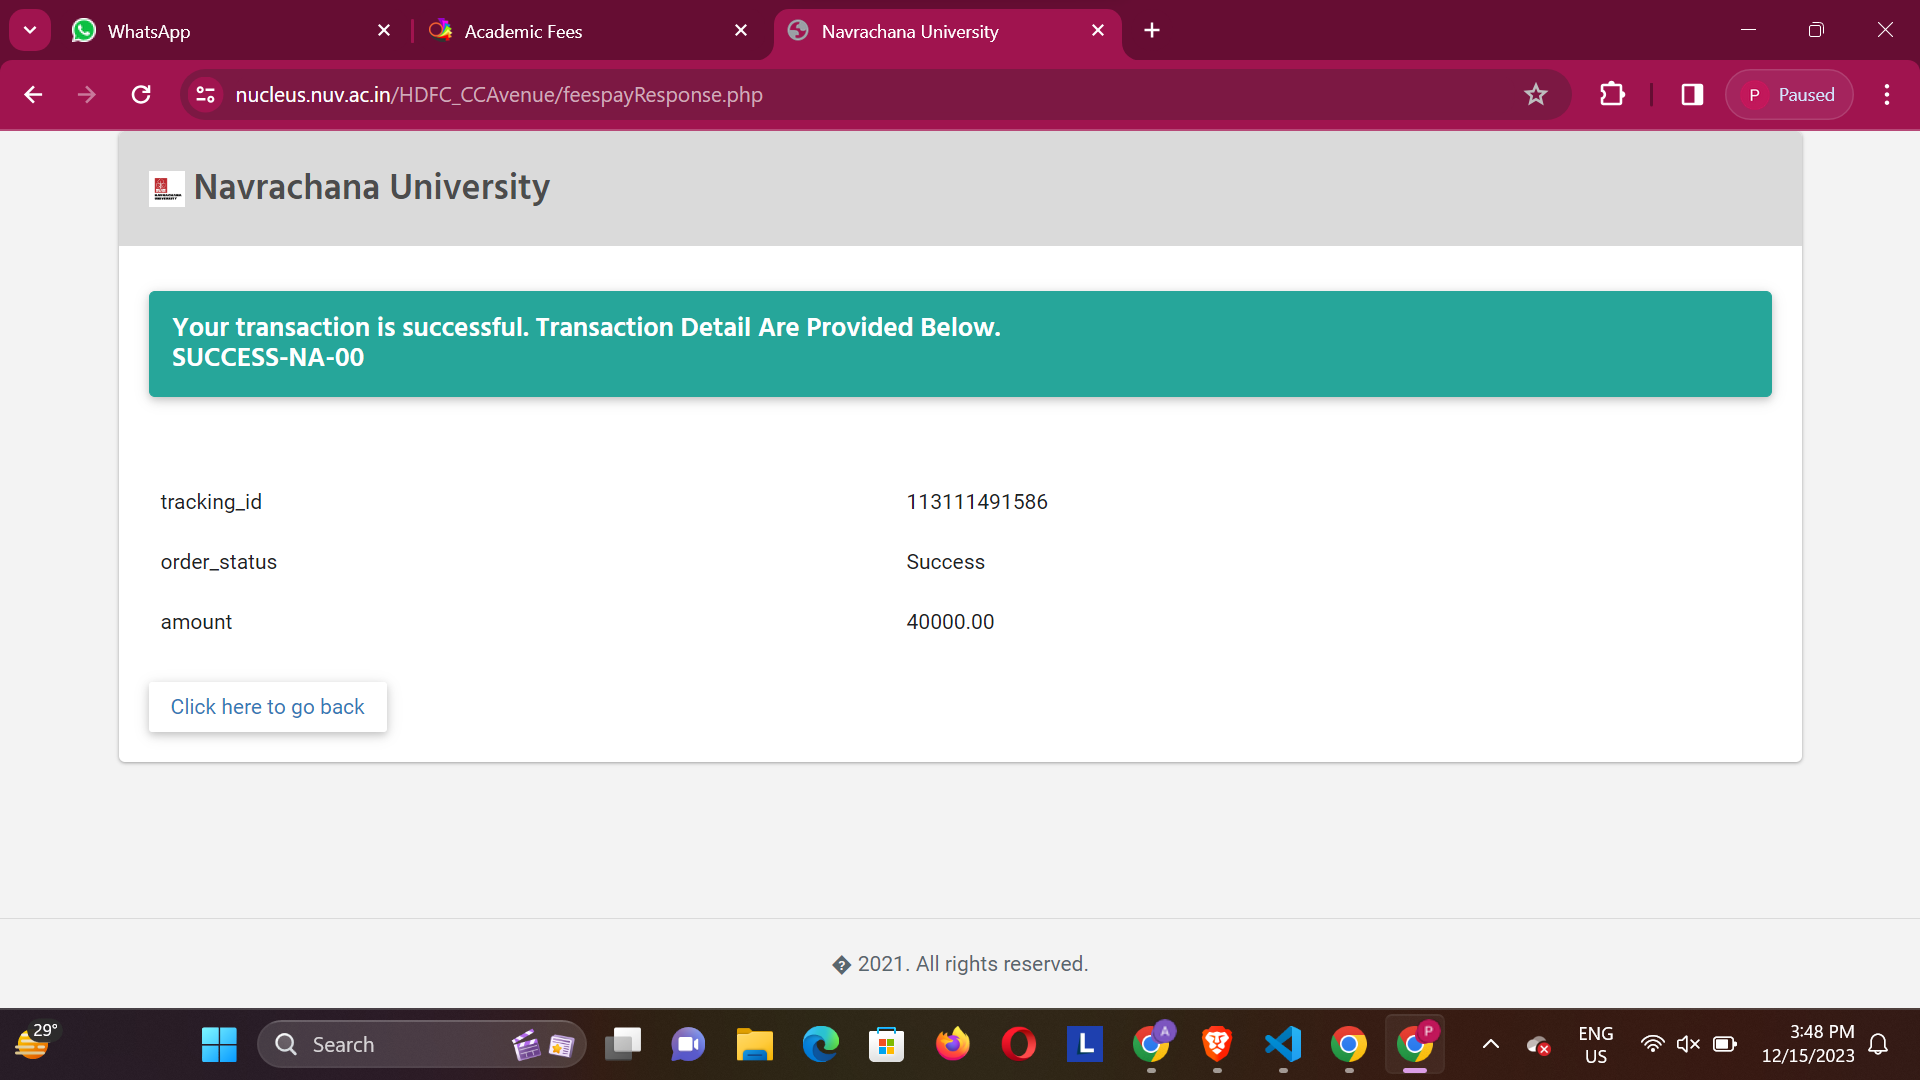 WhatsApp
Academic Fees
Navrachana University
nucleus.nuv.ac.in/HDFC_CCAvenue/feespayResponse.php
P Paused
Navrachana University
Your transaction is successful. Transaction Detail Are Provided Below.
SUCCESS-NA-00
tracking_id 113111491586
order_status Success
amount 40000.00
Click here to go back
� 2021. All rights reserved.
29°
Search
L
A
P
ENG
US
3:48 PM
12/15/2023